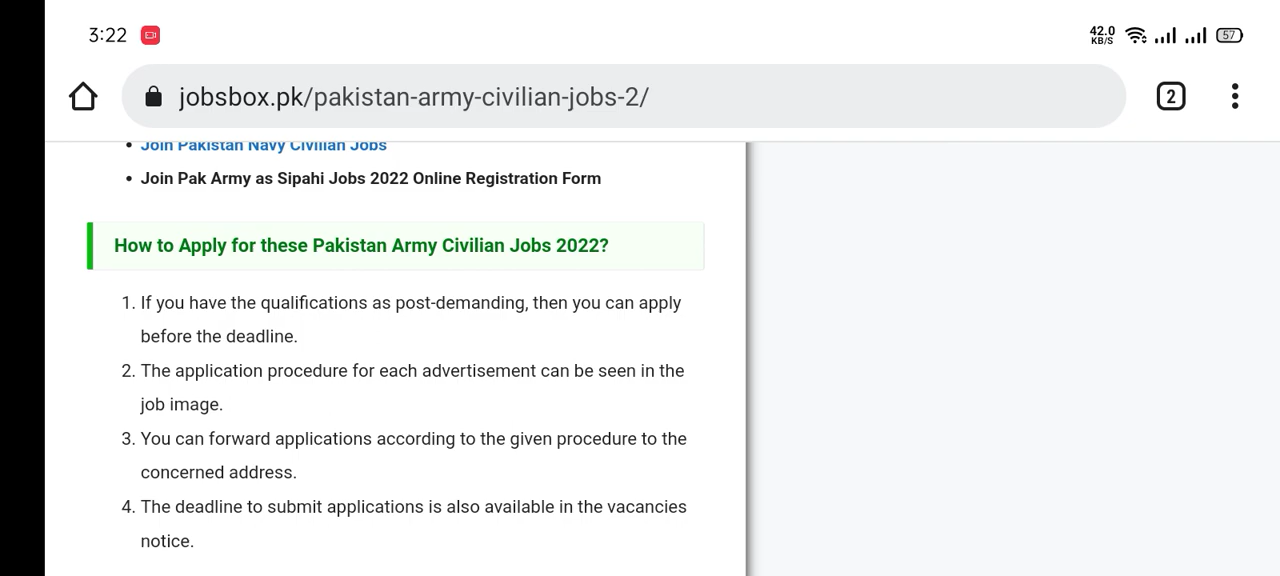 3:22
42.0
KB/S
57
jobsbox.pk/pakistan-army-civilian-jobs-2/
2
• Join Pakistan Navy Civilian Jobs
• Join Pak Army as Sipahi Jobs 2022 Online Registration Form
How to Apply for these Pakistan Army Civilian Jobs 2022?
1. If you have the qualifications as post-demanding, then you can apply
before the deadline.
2. The application procedure for each advertisement can be seen in the
job image.
3. You can forward applications according to the given procedure to the
concerned address.
4. The deadline to submit applications is also available in the vacancies
notice.